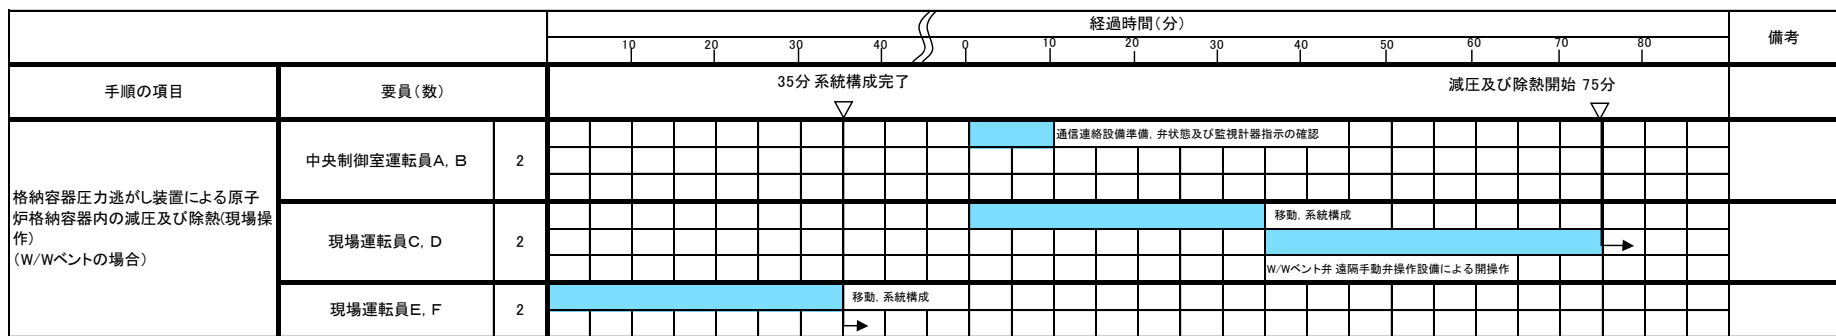 経過時間(分)
備考
10 20 30 40 0 10 20 30 40 50 60 70 80
手順の項目
要員(数)
35分 系統構成完了
減圧及び除熱開始 75分
格納容器圧力逃がし装置による原子
炉格納容器内の減圧及び除熱(現場操
作)
(W/Wベントの場合)
中央制御室運転員A, B
2
通信連絡設備準備, 弁状態及び監視計器指示の確認
現場運転員C, D
2
移動, 系統構成
W/Wベント弁 遠隔手動弁操作設備による開操作
現場運転員E, F
2
移動, 系統構成